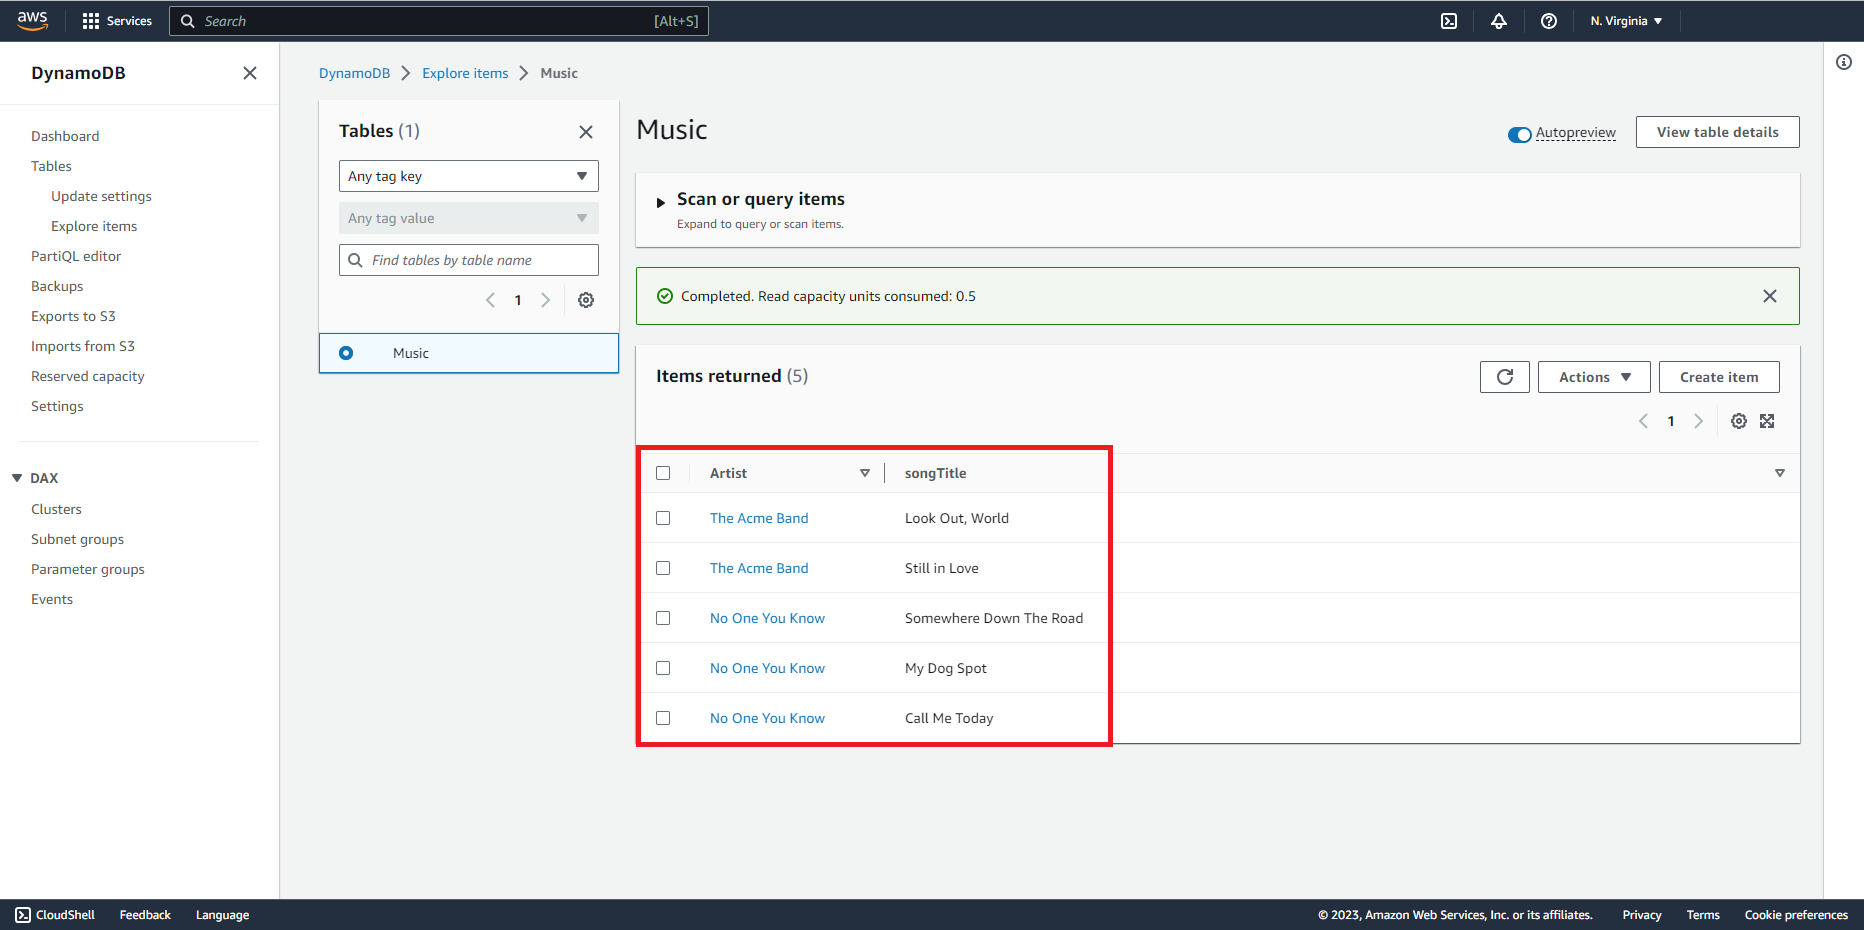 aws
Services
Search
[Alt+S]
N. Virginia
DynamoDB
Dashboard
Tables
Update settings
Explore items
PartiQL editor
Backups
Exports to S3
Imports from S3
Reserved capacity
Settings
DAX
Clusters
Subnet groups
Parameter groups
Events
DynamoDB > Explore items > Music
Tables (1)
Any tag key
Any tag value
Find tables by table name
1
Music
Music
Autopreview
View table details
Scan or query items
Expand to query or scan items.
Completed. Read capacity units consumed: 0.5
Items returned (5)
Actions
Create item
1
Artist songTitle
The Acme Band Look Out, World
The Acme Band Still in Love
No One You Know Somewhere Down The Road
No One You Know My Dog Spot
No One You Know Call Me Today
CloudShell Feedback Language © 2023, Amazon Web Services, Inc. or its affiliates. Privacy Terms Cookie preferences